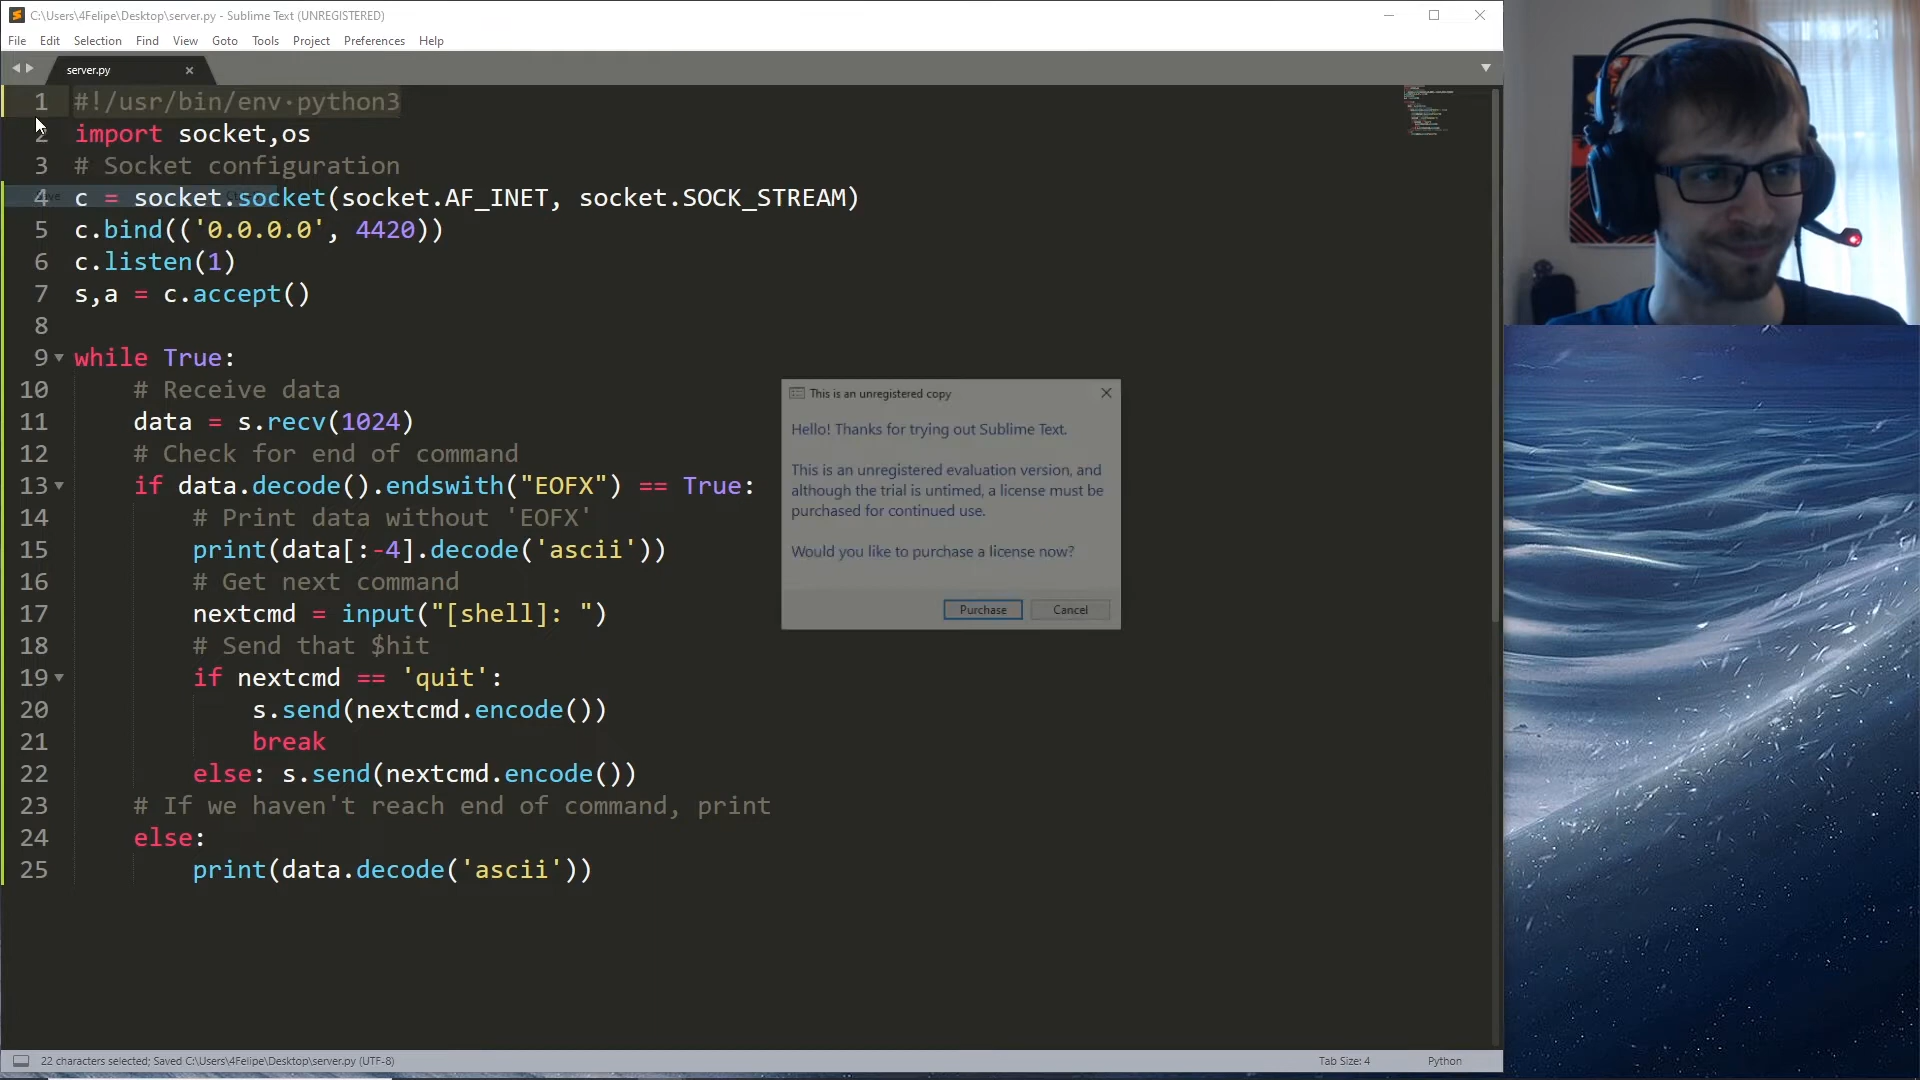 C:\Users\4Felipe\Desktop\server.py - Sublime Text (UNREGISTERED)
File Edit Selection Find View Goto Tools Project Preferences Help
server.py
1 #!/usr/bin/env·python3
2 import socket,os
3 # Socket configuration
4 c = socket.socket(socket.AF_INET, socket.SOCK_STREAM)
5 c.bind(('0.0.0.0', 4420))
6 c.listen(1)
7 s,a = c.accept()
8
9 while True:
10 # Receive data
11 data = s.recv(1024)
12 # Check for end of command
13 if data.decode().endswith("EOFX") == True:
14 # Print data without 'EOFX'
15 print(data[:-4].decode('ascii'))
16 # Get next command
17 nextcmd = input("[shell]: ")
18 # Send that $hit
19 if nextcmd == 'quit':
20 s.send(nextcmd.encode())
21 break
22 else: s.send(nextcmd.encode())
23 # If we haven't reach end of command, print
24 else:
25 print(data.decode('ascii'))
This is an unregistered copy
Hello! Thanks for trying out Sublime Text.
This is an unregistered evaluation version, and
although the trial is untimed, a license must be
purchased for continued use.
Would you like to purchase a license now?
Purchase Cancel
22 characters selected; Saved C:\Users\4Felipe\Desktop\server.py (UTF-8)
Tab Size: 4 Python